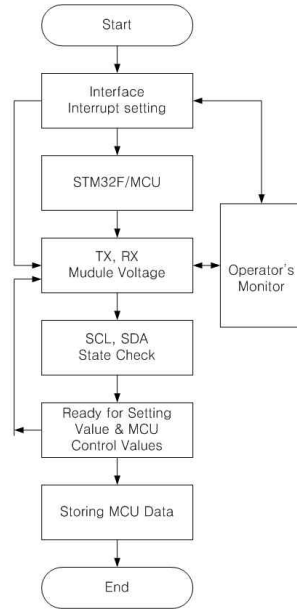 Start
Interface
Interrupt setting
STM32F/MCU
TX, RX
Mudule Voltage
Operator's
Monitor
SCL, SDA
State Check
Ready for Setting
Value & MCU
Control Values
Storing MCU Data
End